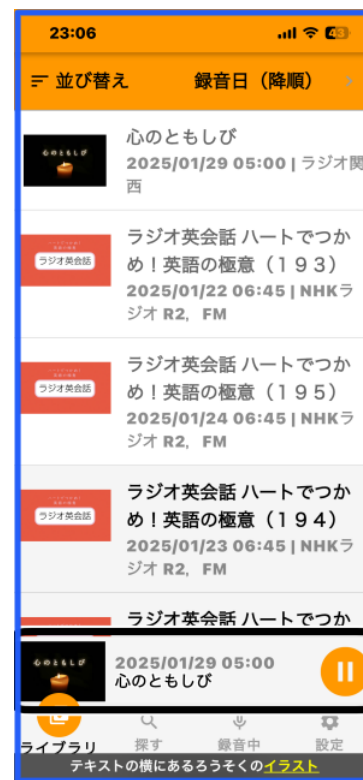 23:06
43
並び替え 録音日（降順）
心のともしび
心のともしび
2025/01/29 05:00 | ラジオ関
西
ラジオ英会話
ラジオ英会話 ハートでつか
め！英語の極意（１９３）
2025/01/22 06:45 | NHKラ
ジオ R2, FM
ラジオ英会話
ラジオ英会話 ハートでつか
め！英語の極意（１９５）
2025/01/24 06:45 | NHKラ
ジオ R2, FM
ラジオ英会話
ラジオ英会話 ハートでつか
め！英語の極意（１９４）
2025/01/23 06:45 | NHKラ
ジオ R2, FM
ラジオ英会話 ハートでつか
心のともしび
2025/01/29 05:00
心のともしび
ライブラリ 探す 録音中 設定
テキストの横にあるろうそくのイラスト